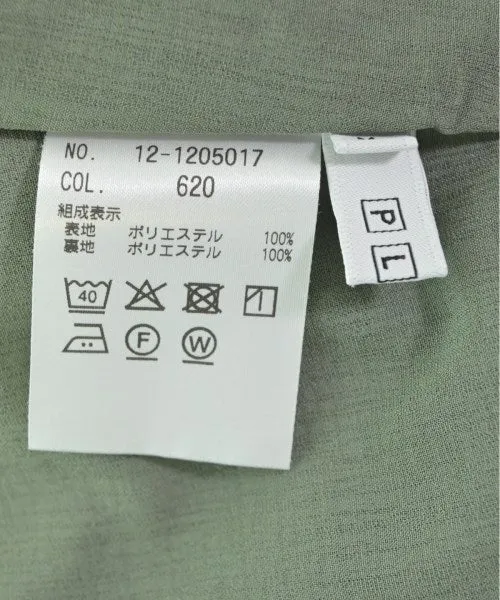 NO. 12-1205017
COL. 620
組成表示
表地 ポリエステル 100%
裏地 ポリエステル 100%
40
F W
P
L